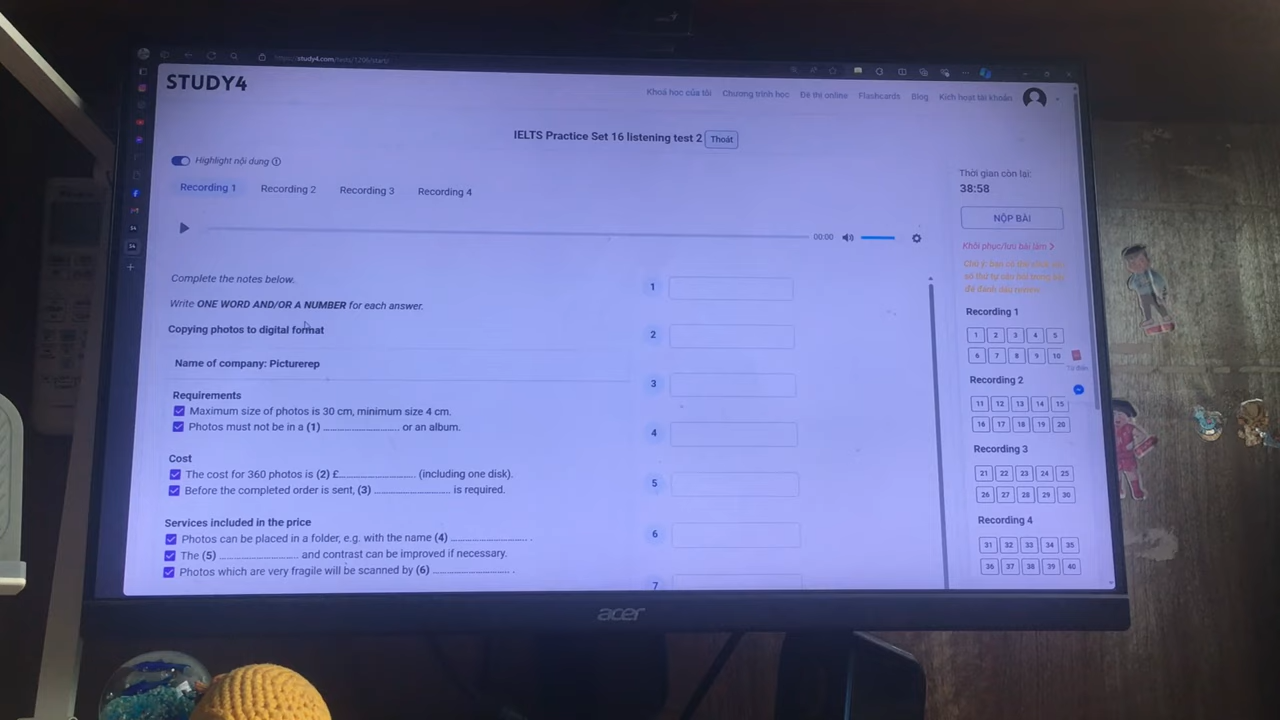 https://study4.com/tests/1206/start/
STUDY4
Khoá học của tôi Chương trình học Đề thi online Flashcards Blog Kích hoạt tài khoản
IELTS Practice Set 16 listening test 2 Thoát
Highlight nội dung
Recording 1 Recording 2 Recording 3 Recording 4
00:00
Thời gian còn lại:
38:58
NỘP BÀI
Khôi phục/lưu bài làm >
Complete the notes below.
Write ONE WORD AND/OR A NUMBER for each answer.
Copying photos to digital format
Name of company: Picturerep
Requirements
Maximum size of photos is 30 cm, minimum size 4 cm.
Photos must not be in a (1) .......................... or an album.
Cost
The cost for 360 photos is (2) £.......................... (including one disk).
Before the completed order is sent, (3) .......................... is required.
Services included in the price
Photos can be placed in a folder, e.g. with the name (4) .......................... .
The (5) .......................... and contrast can be improved if necessary.
Photos which are very fragile will be scanned by (6) .......................... .
1
2
3
4
5
6
7
Recording 1
1 2 3 4 5
6 7 8 9 10
Recording 2
11 12 13 14 15
16 17 18 19 20
Recording 3
21 22 23 24 25
26 27 28 29 30
Recording 4
31 32 33 34 35
36 37 38 39 40
Từ điển
acer